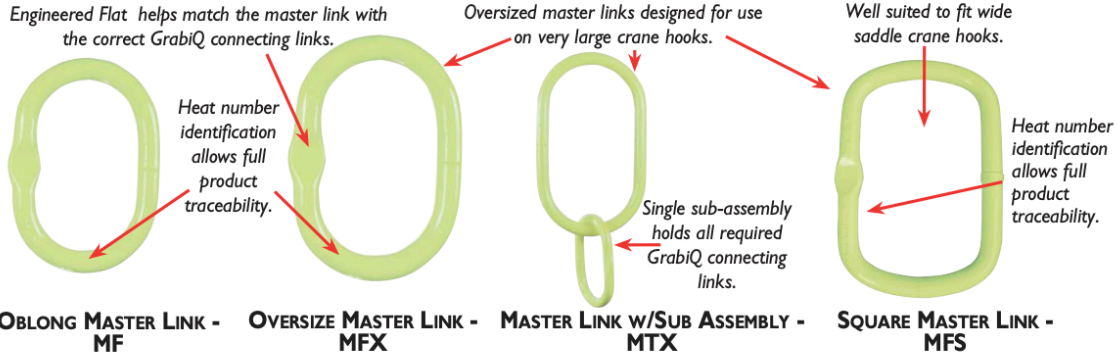 Engineered Flat helps match the master link with
the correct GrabiQ connecting links.
Oversized master links designed for use
on very large crane hooks.
Well suited to fit wide
saddle crane hooks.
Heat number
identification
allows full
product
traceability.
Single sub-assembly
holds all required
GrabiQ connecting
links.
Heat number
identification
allows full
product
traceability.
OBLONG MASTER LINK -
MF
OVERSIZE MASTER LINK -
MFX
MASTER LINK W/SUB ASSEMBLY -
MTX
SQUARE MASTER LINK -
MFS